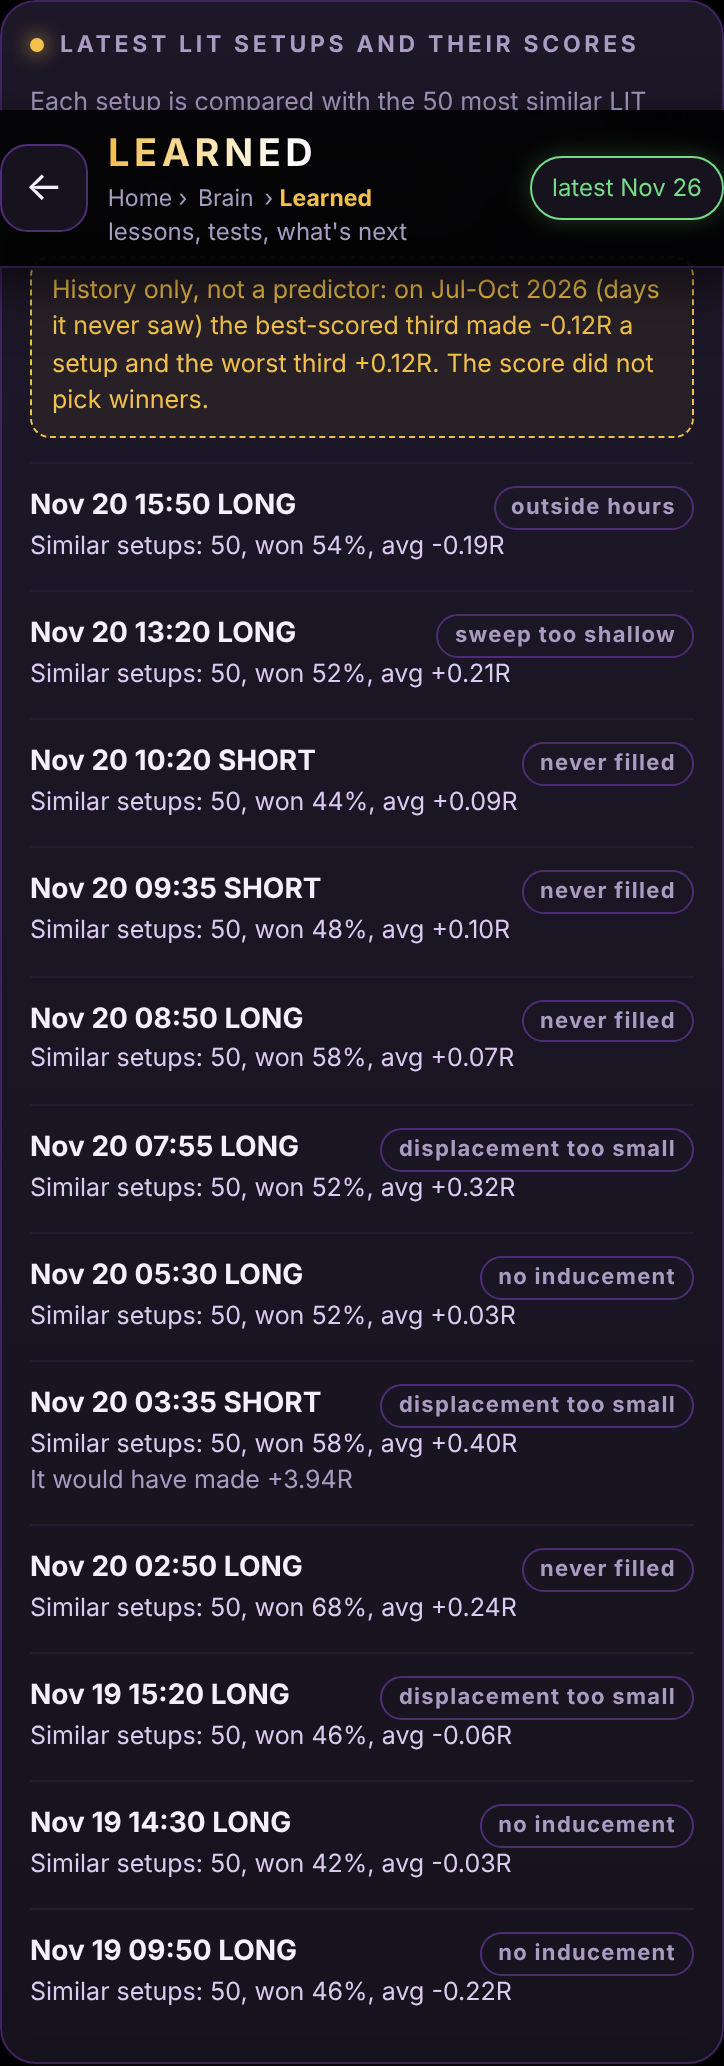 LATEST LIT SETUPS AND THEIR SCORES
Each setup is compared with the 50 most similar LIT
LEARNED
Home › Brain › Learned
lessons, tests, what's next
latest Nov 26
History only, not a predictor: on Jul-Oct 2026 (days
it never saw) the best-scored third made -0.12R a
setup and the worst third +0.12R. The score did not
pick winners.
Nov 20 15:50 LONG
outside hours
Similar setups: 50, won 54%, avg -0.19R
Nov 20 13:20 LONG
sweep too shallow
Similar setups: 50, won 52%, avg +0.21R
Nov 20 10:20 SHORT
never filled
Similar setups: 50, won 44%, avg +0.09R
Nov 20 09:35 SHORT
never filled
Similar setups: 50, won 48%, avg +0.10R
Nov 20 08:50 LONG
never filled
Similar setups: 50, won 58%, avg +0.07R
Nov 20 07:55 LONG
displacement too small
Similar setups: 50, won 52%, avg +0.32R
Nov 20 05:30 LONG
no inducement
Similar setups: 50, won 52%, avg +0.03R
Nov 20 03:35 SHORT
displacement too small
Similar setups: 50, won 58%, avg +0.40R
It would have made +3.94R
Nov 20 02:50 LONG
never filled
Similar setups: 50, won 68%, avg +0.24R
Nov 19 15:20 LONG
displacement too small
Similar setups: 50, won 46%, avg -0.06R
Nov 19 14:30 LONG
no inducement
Similar setups: 50, won 42%, avg -0.03R
Nov 19 09:50 LONG
no inducement
Similar setups: 50, won 46%, avg -0.22R